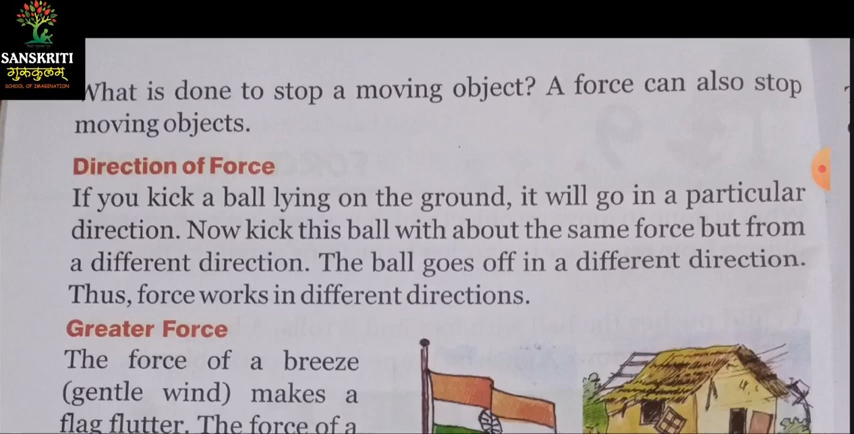 SANSKRITI
गुरुकुलम्
SCHOOL OF IMAGINATION
What is done to stop a moving object? A force can also stop
moving objects.
Direction of Force
If you kick a ball lying on the ground, it will go in a particular
direction. Now kick this ball with about the same force but from
a different direction. The ball goes off in a different direction.
Thus, force works in different directions.
Greater Force
The force of a breeze
(gentle wind) makes a
flag flutter. The force of a